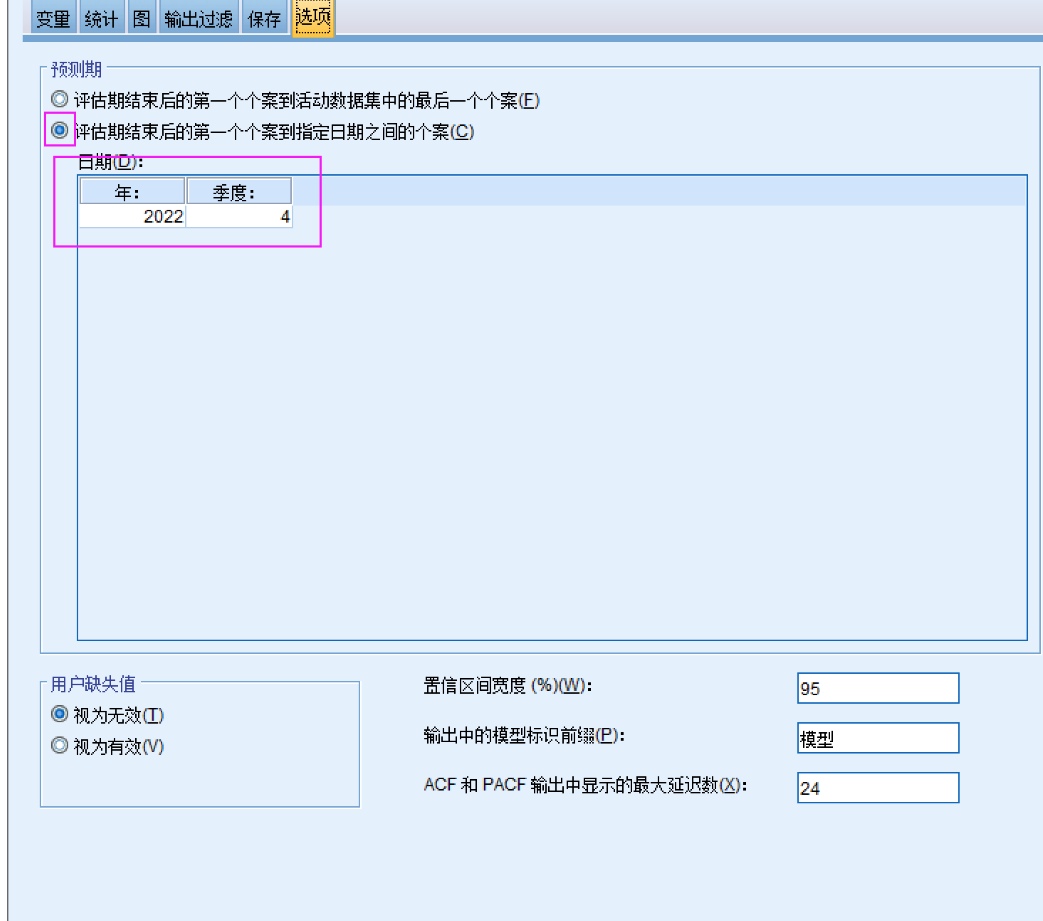 变量 统计 图 输出过滤 保存 选项
预测期
评估期结束后的第一个个案到活动数据集中的最后一个个案(F)
评估期结束后的第一个个案到指定日期之间的个案(C)
日期(D):
年: 季度:
2022 4
用户缺失值
视为无效(T)
视为有效(V)
置信区间宽度 (%)(W): 95
输出中的模型标识前缀(P): 模型
ACF 和 PACF 输出中显示的最大延迟数(X): 24